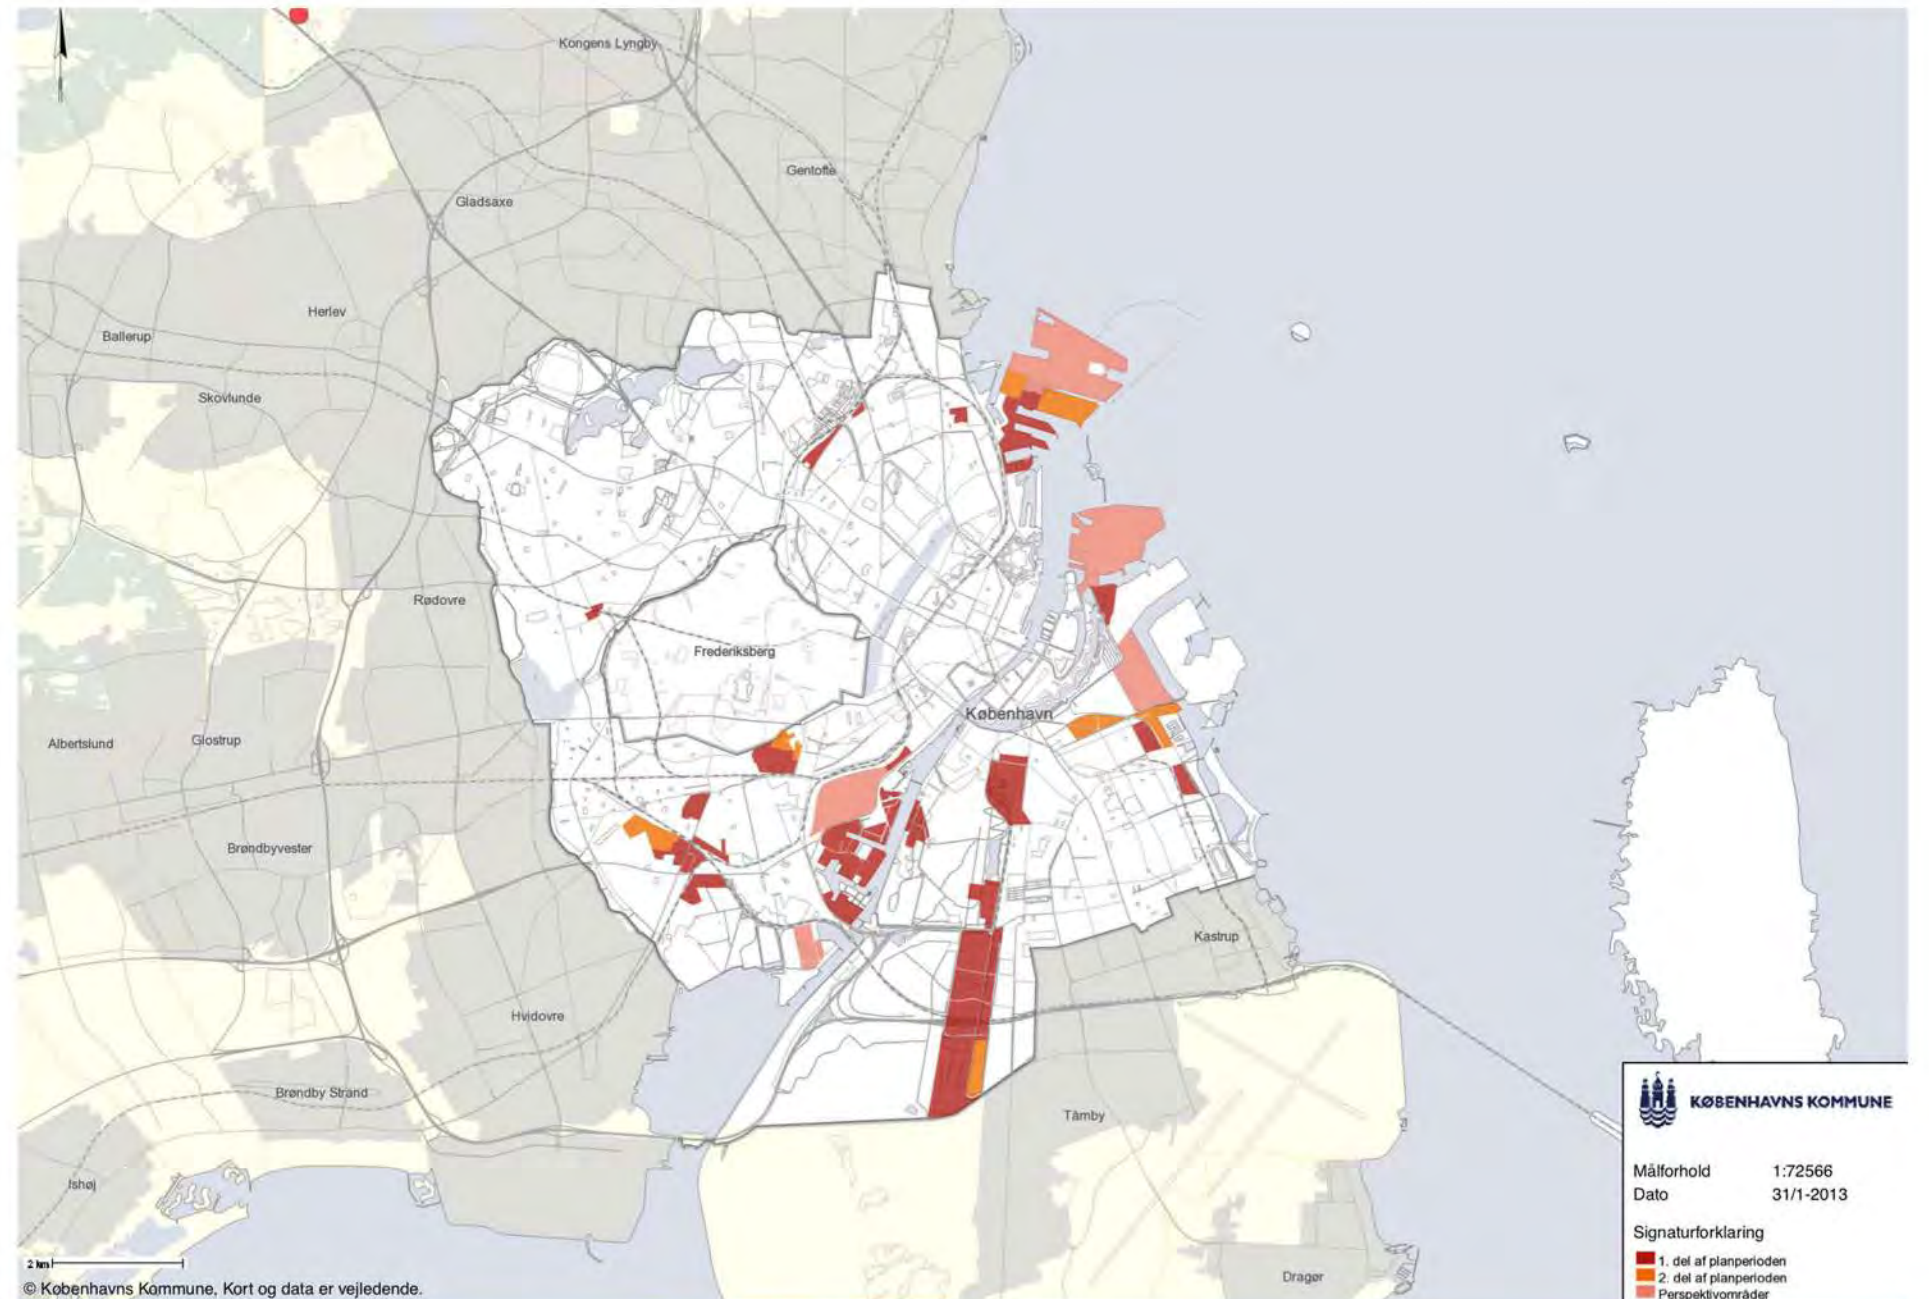 Kongens Lyngby
Gentofte
Gladsaxe
Herlev
Ballerup
Skovlunde
Rødovre
Frederiksberg
København
Albertslund
Glostrup
Brøndbyvester
Kastrup
Hvidovre
Brøndby Strand
Tårnby
Ishøj
Dragør
KØBENHAVNS KOMMUNE
Målforhold 1:72566
Dato 31/1-2013
Signaturforklaring
1. del af planperioden
2. del af planperioden
Perspektivområder
2 km
© Københavns Kommune, Kort og data er vejledende.